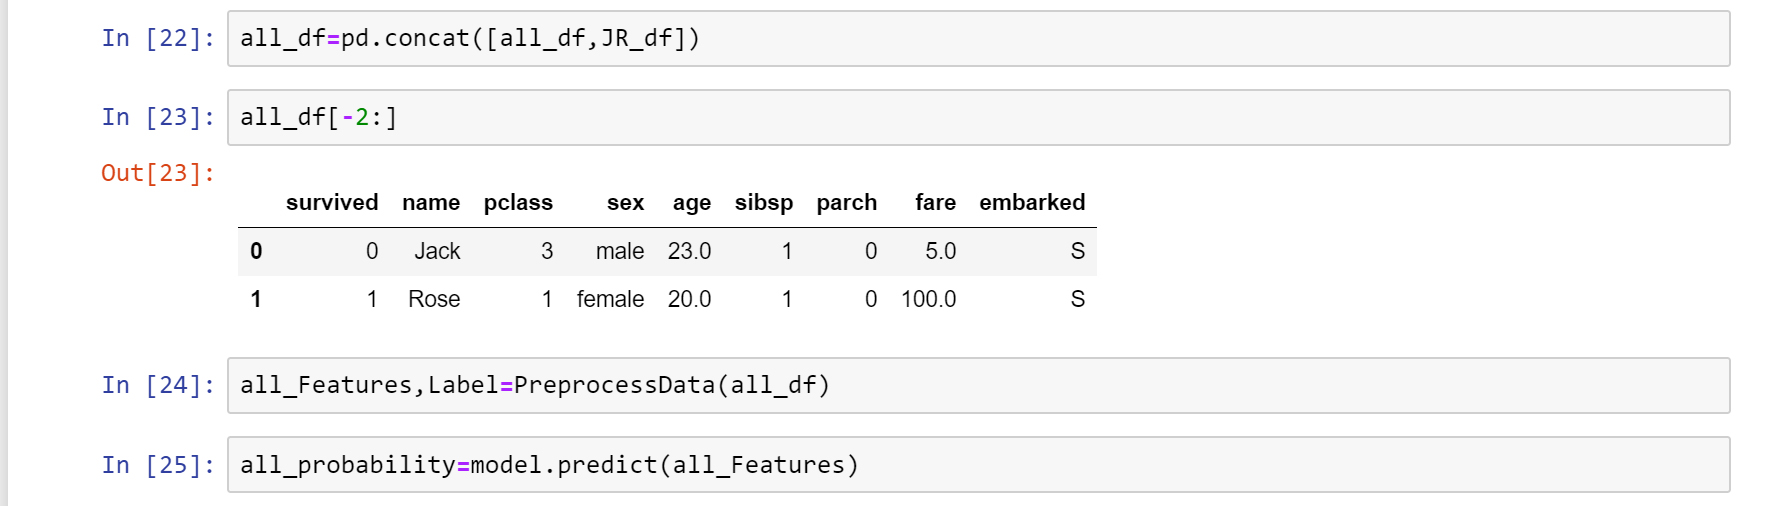 In [22]: all_df=pd.concat([all_df,JR_df])
In [23]: all_df[-2:]
Out[23]:
survived name pclass sex age sibsp parch fare embarked
0 0 Jack 3 male 23.0 1 0 5.0 S
1 1 Rose 1 female 20.0 1 0 100.0 S
In [24]: all_Features,Label=PreprocessData(all_df)
In [25]: all_probability=model.predict(all_Features)